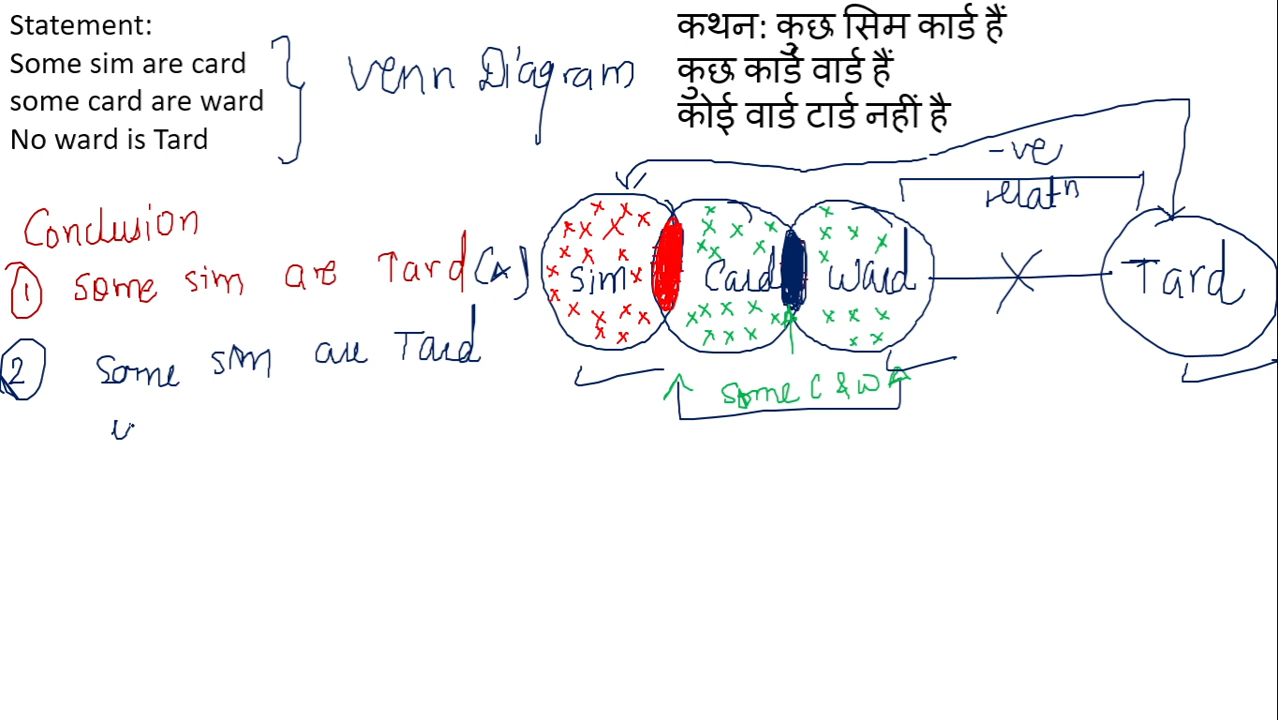 Statement:
Some sim are card
some card are ward
No ward is Tard
Venn Diagram
कथन: कुछ सिम कार्ड हैं
कुछ कार्ड वार्ड हैं
कोई वार्ड टार्ड नहीं है
-ve
relatn
Conclusion
1 some sim are Tard
2 some sim are Tard
Sim Card Ward Tard
Some C & W